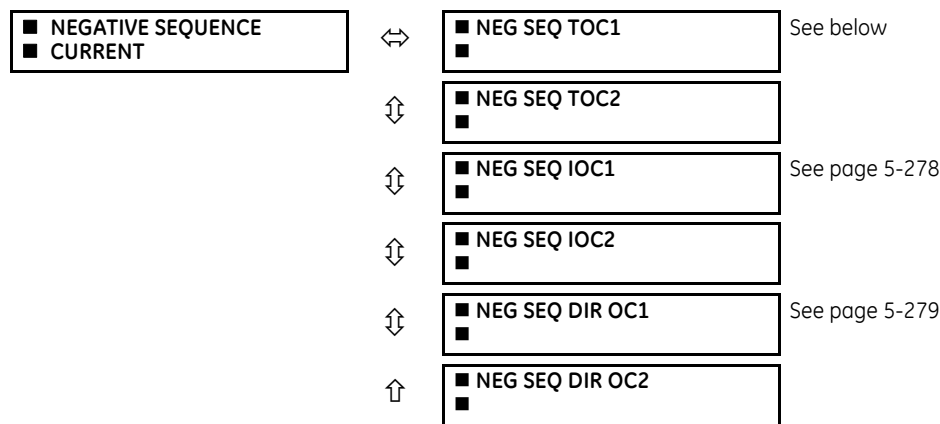 ■ NEGATIVE SEQUENCE
■ CURRENT
■ NEG SEQ TOC1
■
See below
■ NEG SEQ TOC2
■
■ NEG SEQ IOC1
■
See page 5-278
■ NEG SEQ IOC2
■
■ NEG SEQ DIR OC1
■
See page 5-279
■ NEG SEQ DIR OC2
■